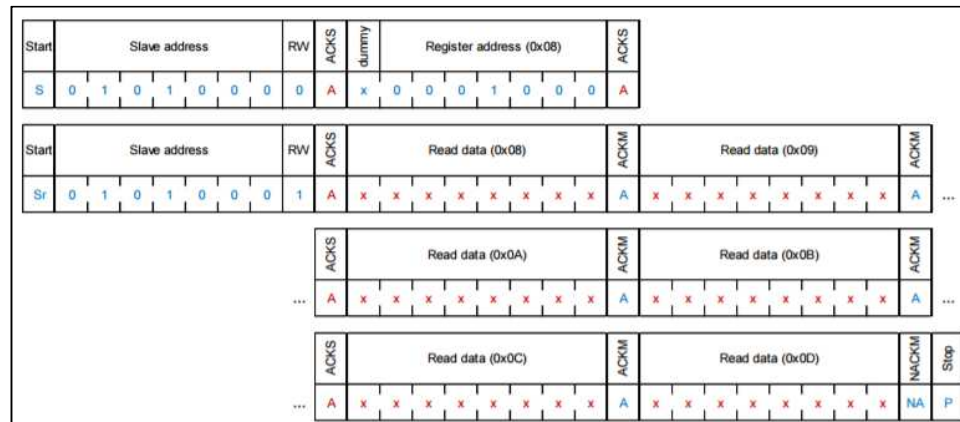 Start Slave address RW ACKS dummy Register address (0x08) ACKS
S 0 1 0 1 0 0 0 0 A x 0 0 0 1 0 0 0 A
Start Slave address RW ACKS Read data (0x08) ACKM Read data (0x09) ACKM
Sr 0 1 0 1 0 0 0 1 A x x x x x x x x A x x x x x x x x A ...
ACKS Read data (0x0A) ACKM Read data (0x0B) ACKM
... A x x x x x x x x A x x x x x x x x A ...
ACKS Read data (0x0C) ACKM Read data (0x0D) NACKM Stop
... A x x x x x x x x A x x x x x x x x NA P